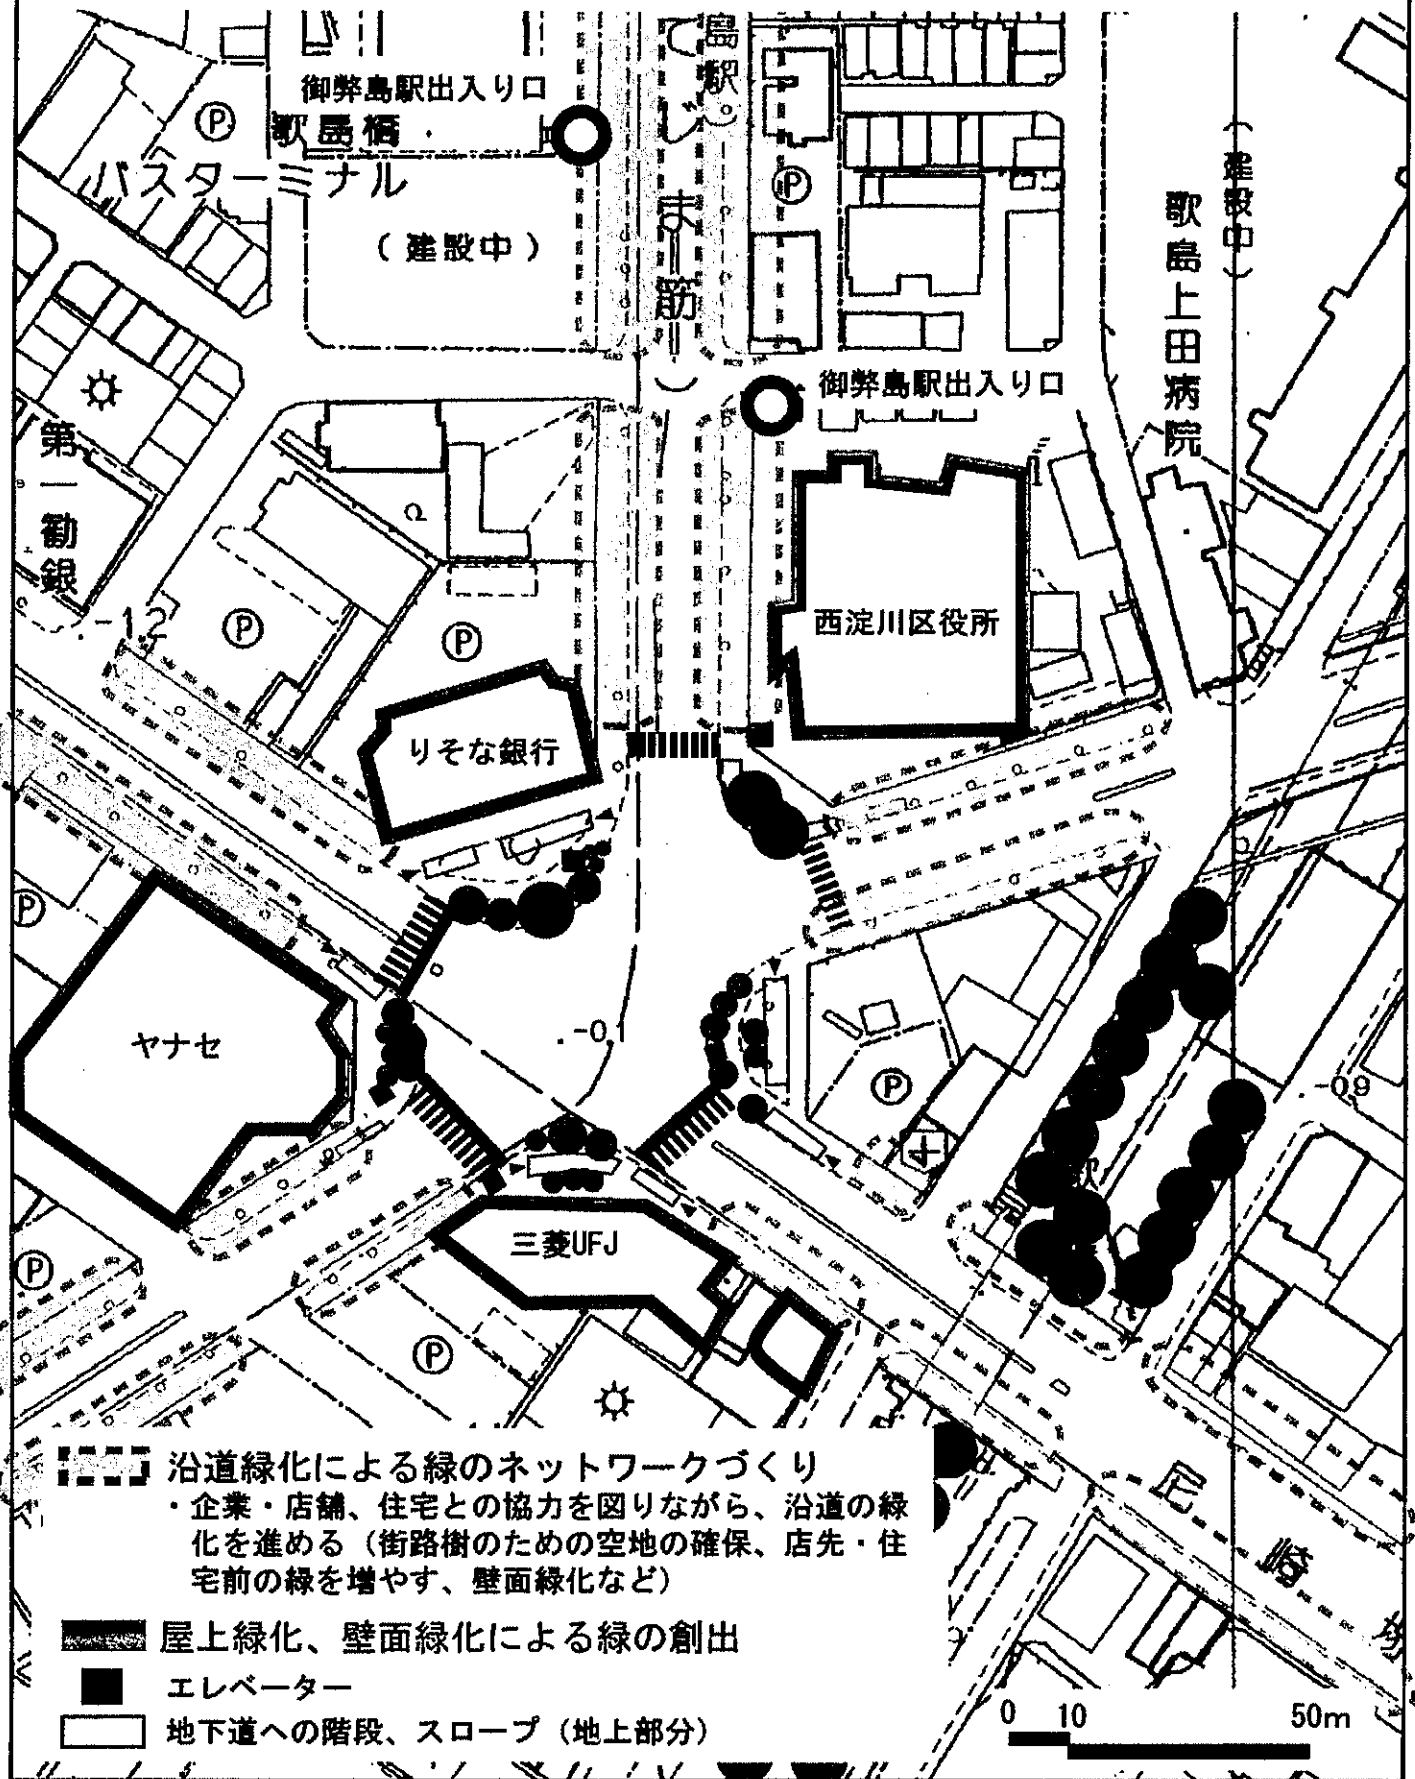 島駅
御弊島駅出入り口
歌島橋
バスターミナル
P
(建設中)
ま
筋
P
(建設中)
歌島上田病院
御弊島駅出入り口
第一勧銀
-12
P
P
西淀川区役所
りそな銀行
P
ヤナセ
-0.1
P
-09
三菱UFJ
P
P
沿道緑化による緑のネットワークづくり
・企業・店舗、住宅との協力を図りながら、沿道の緑
化を進める（街路樹のための空地の確保、店先・住
宅前の緑を増やす、壁面緑化など）
屋上緑化、壁面緑化による緑の創出
エレベーター
地下道への階段、スロープ（地上部分）
尼
崎
0 10 50m